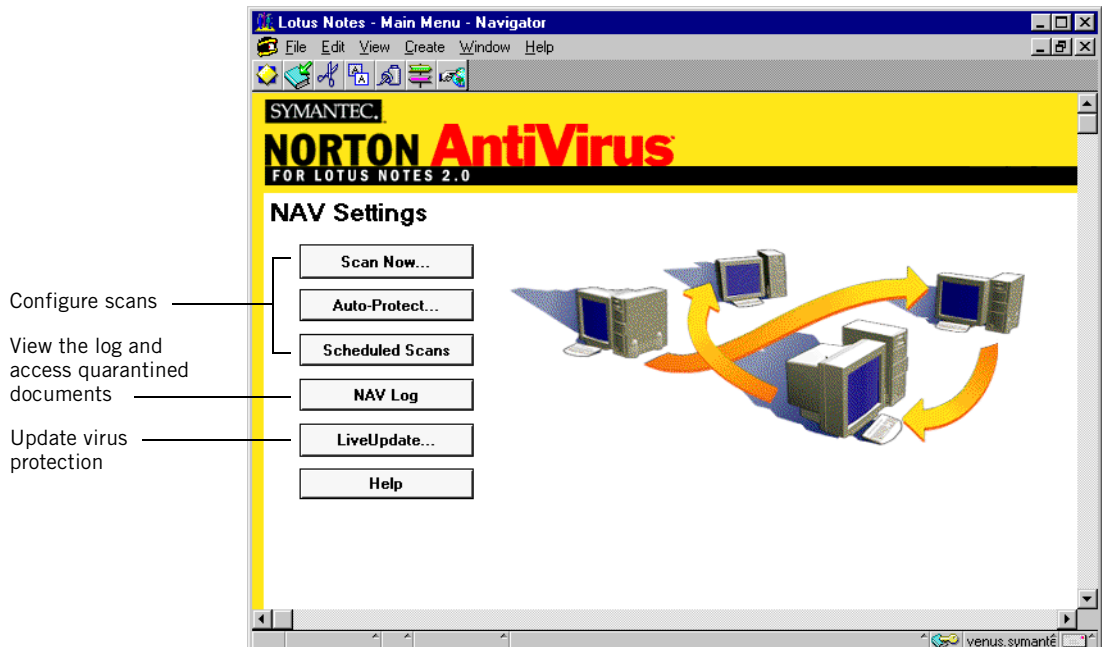 Lotus Notes - Main Menu - Navigator
File Edit View Create Window Help
SYMANTEC.
NORTON AntiVirus
FOR LOTUS NOTES 2.0
NAV Settings
Scan Now...
Configure scans
Auto-Protect...
Scheduled Scans
View the log and
access quarantined
documents
NAV Log
Update virus
protection
LiveUpdate...
Help
venus.symanté